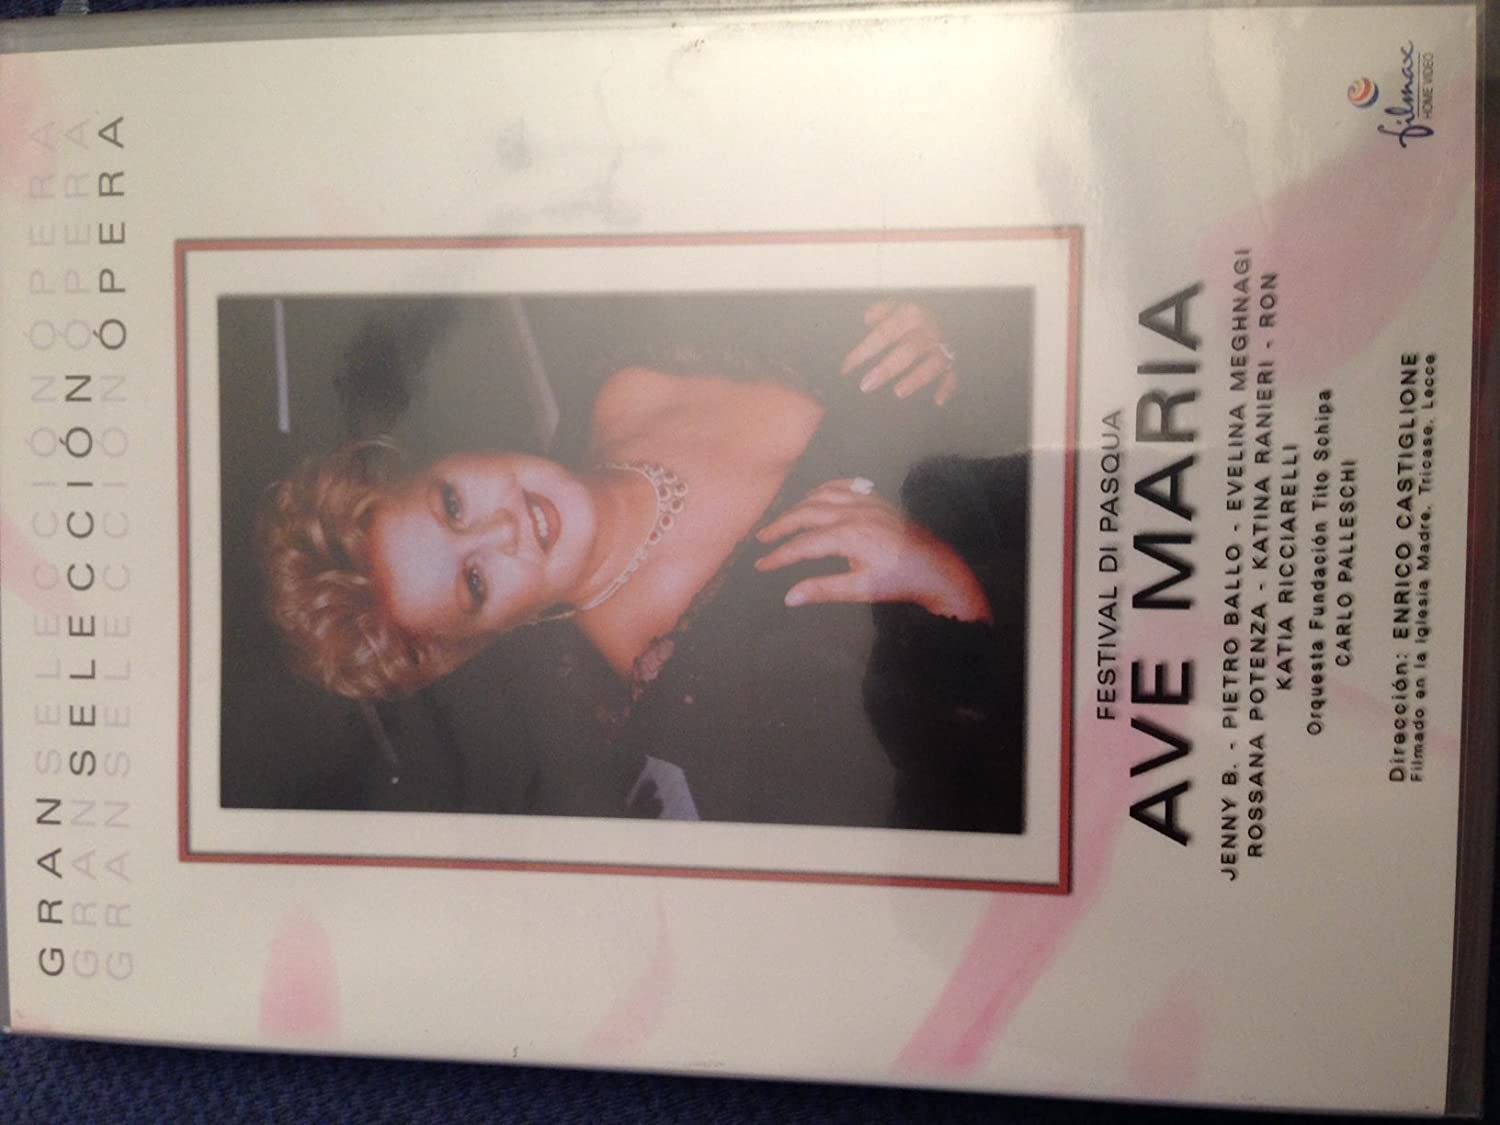 GRAN SELECCIÓN ÓPERA
GRAN SELECCIÓN ÓPERA
GRAN SELECCIÓN ÓPERA
FESTIVAL DI PASQUA
AVE MARIA
JENNY B. - PIETRO BALLO - EVELINA MEGHNAGI
ROSSANA POTENZA - KATINA RANIERI - RON
KATIA RICCIARELLI
Orquesta Fundación Tito Schipa
CARLO PALLESCHI
Dirección: ENRICO CASTIGLIONE
Filmado en la Iglesia Madre, Tricase, Lecce
filmax
HOME VIDEO